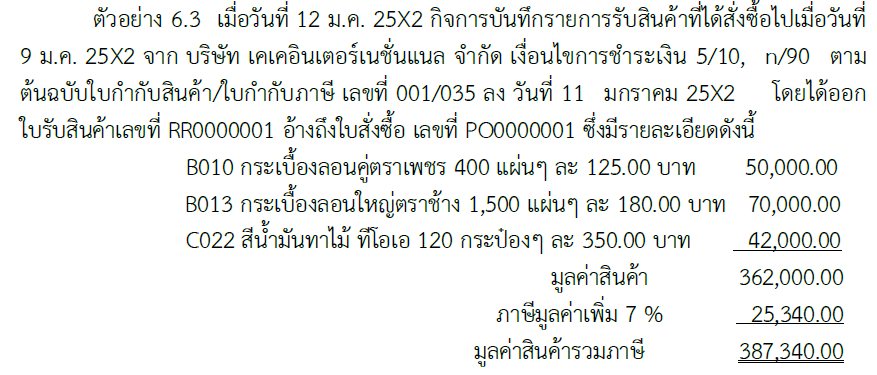 ตัวอย่าง 6.3 เมื่อวันที่ 12 ม.ค. 25X2 กิจการบันทึกรายการรับสินค้าที่ได้สั่งซื้อไปเมื่อวันที่
9 ม.ค. 25X2 จาก บริษัท เคเคอินเตอร์เนชั่นแนล จำกัด เงื่อนไขการชำระเงิน 5/10, n/90 ตาม
ต้นฉบับใบกำกับสินค้า/ใบกำกับภาษี เลขที่ 001/035 ลง วันที่ 11 มกราคม 25X2 โดยได้ออก
ใบรับสินค้าเลขที่ RR0000001 อ้างถึงใบสั่งซื้อ เลขที่ PO0000001 ซึ่งมีรายละเอียดดังนี้
B010 กระเบื้องลอนคู่ตราเพชร 400 แผ่นๆ ละ 125.00 บาท 50,000.00
B013 กระเบื้องลอนใหญ่ตราช้าง 1,500 แผ่นๆ ละ 180.00 บาท 70,000.00
C022 สีน้ำมันทาไม้ ทีโอเอ 120 กระป๋องๆ ละ 350.00 บาท 42,000.00
มูลค่าสินค้า 362,000.00
ภาษีมูลค่าเพิ่ม 7 % 25,340.00
มูลค่าสินค้ารวมภาษี 387,340.00